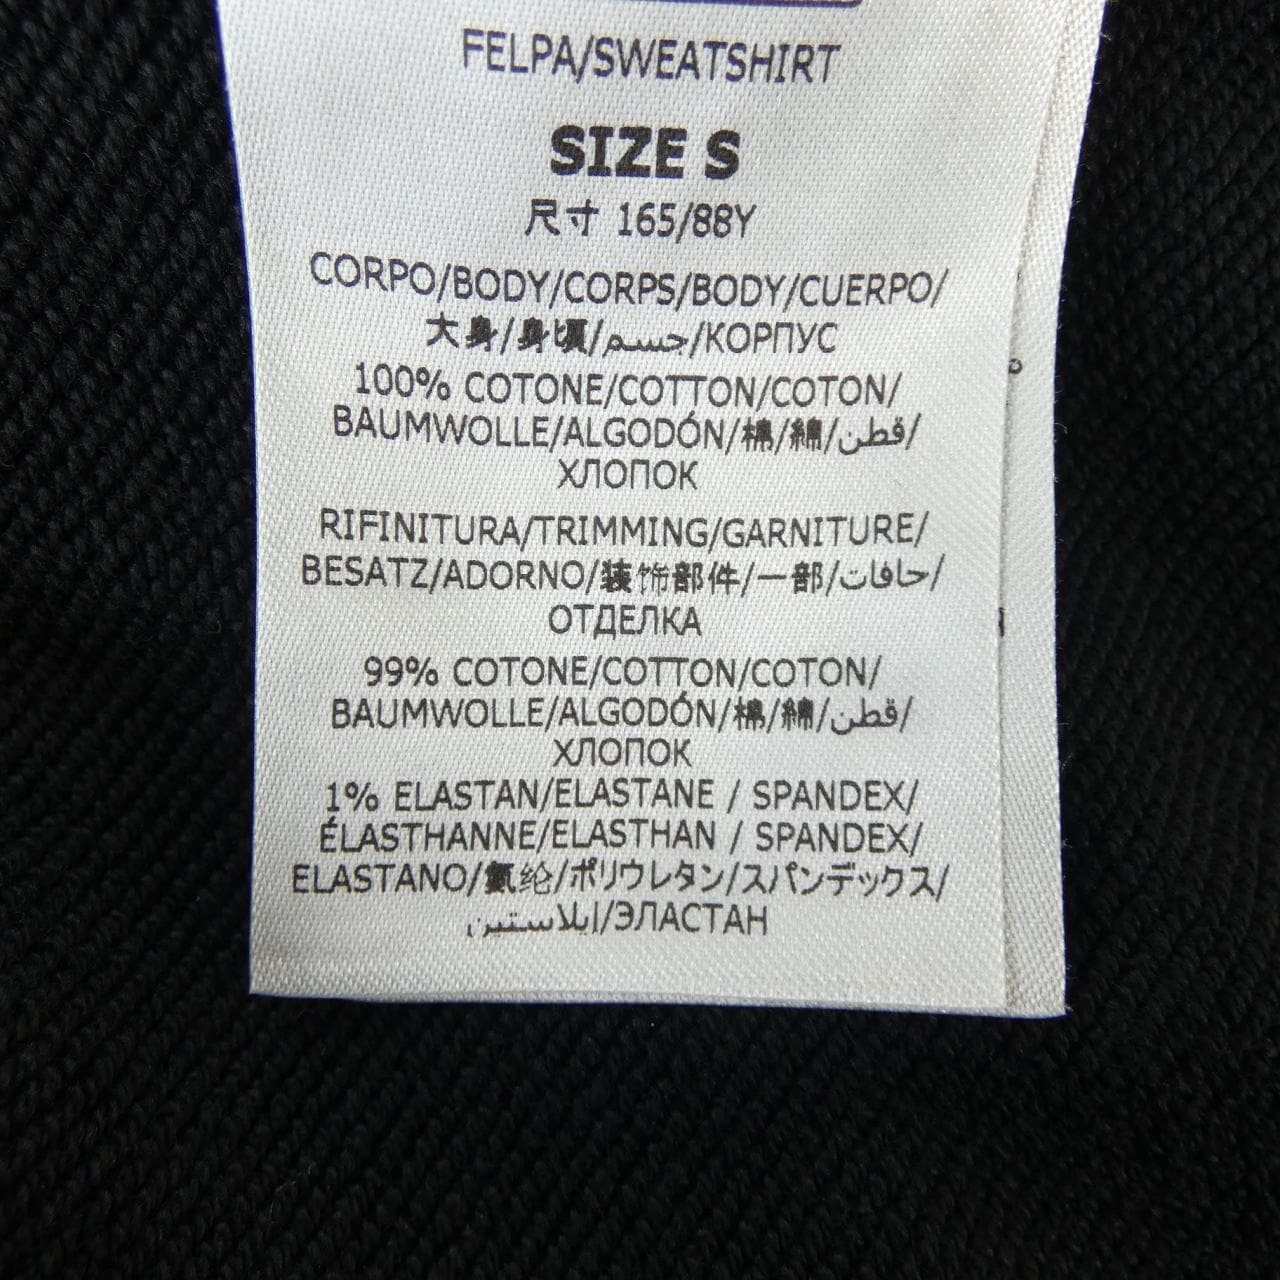 FELPA/SWEATSHIRT
SIZE S
尺寸 165/88Y
CORPO/BODY/CORPS/BODY/CUERPO/
大身/身頃/جسم/КОРПУС
100% COTONE/COTTON/COTON/
BAUMWOLLE/ALGODÓN/棉/綿/قطن/
ХЛОПОК
RIFINITURA/TRIMMING/GARNITURE/
BESATZ/ADORNO/装饰部件/一部/حافات/
ОТДЕЛКА
99% COTONE/COTTON/COTON/
BAUMWOLLE/ALGODÓN/棉/綿/قطن/
ХЛОПОК
1% ELASTAN/ELASTANE / SPANDEX/
ÉLASTHANNE/ELASTHAN / SPANDEX/
ELASTANO/氨纶/ポリウレタン/スパンデックス/
إيلاستين/ЭЛАСТАН